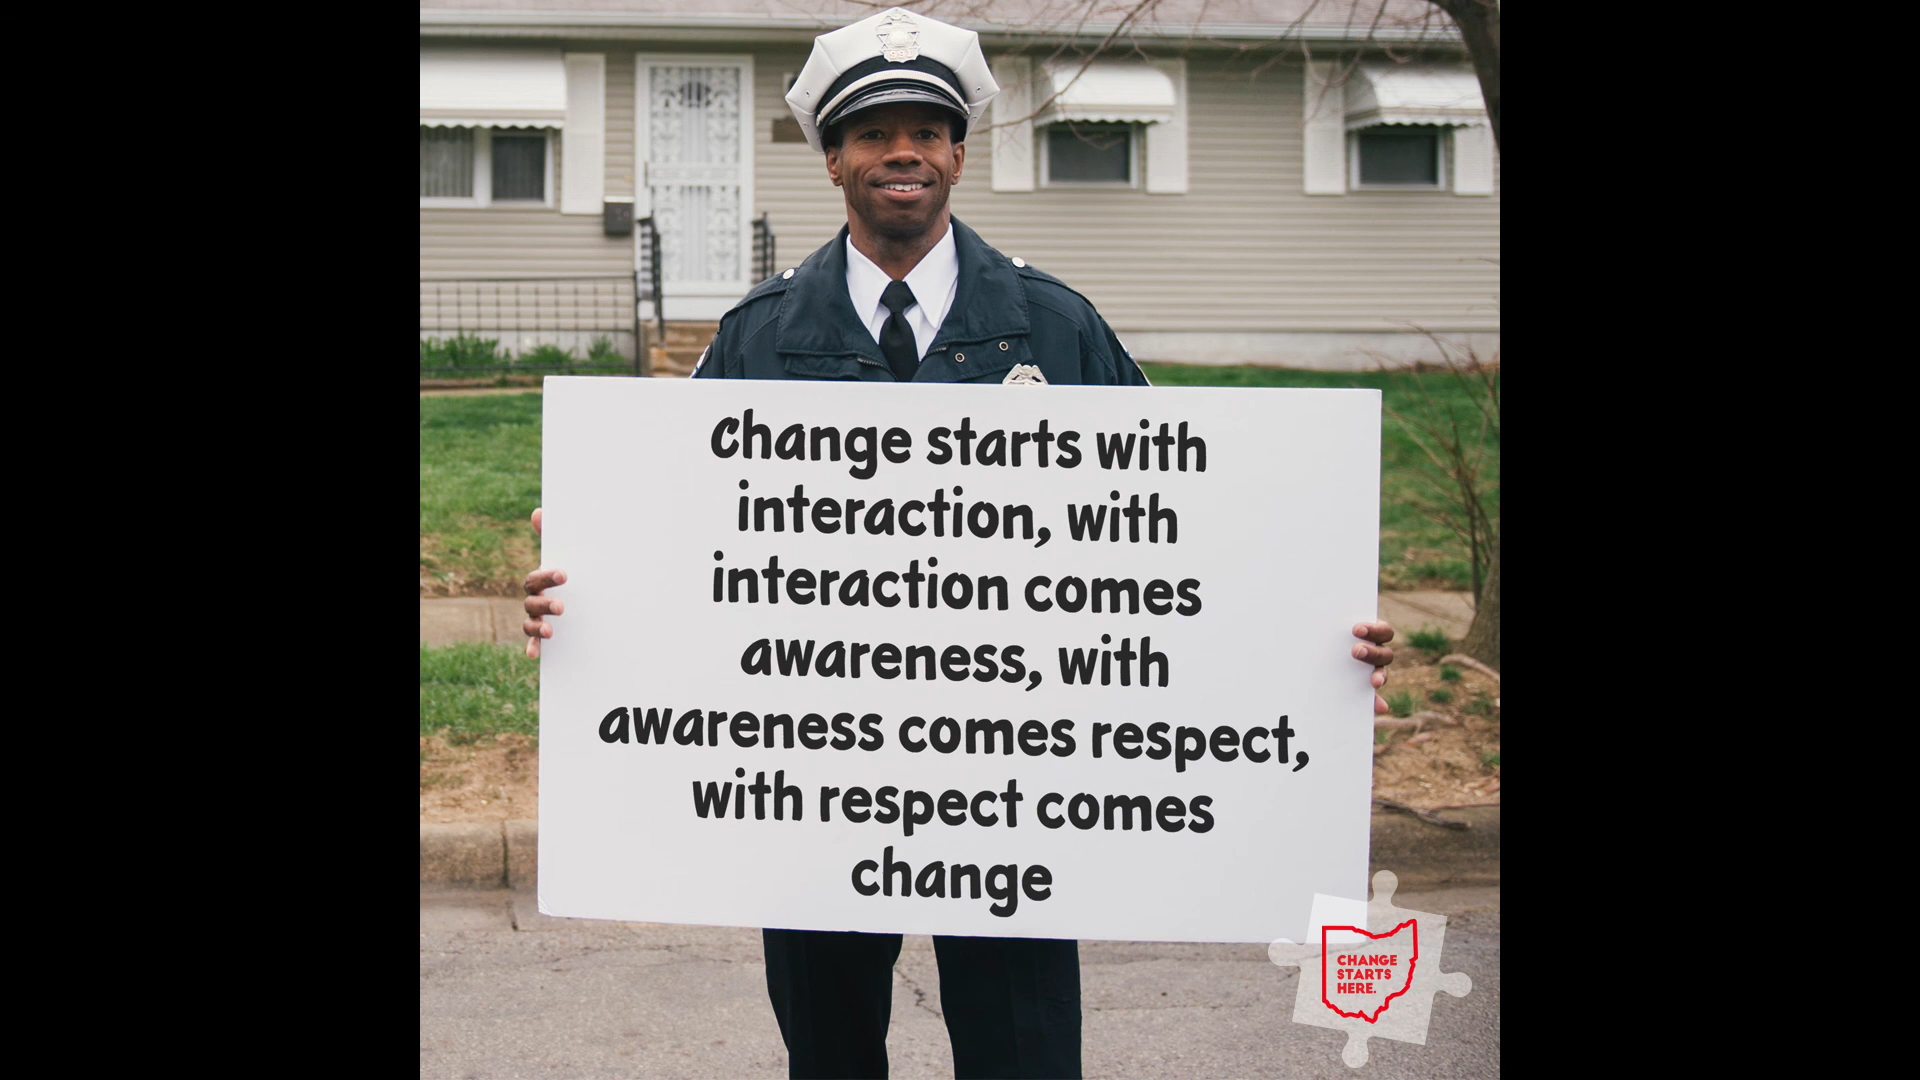 Change starts with
interaction, with
interaction comes
awareness, with
awareness comes respect,
with respect comes
change
CHANGE
STARTS
HERE.